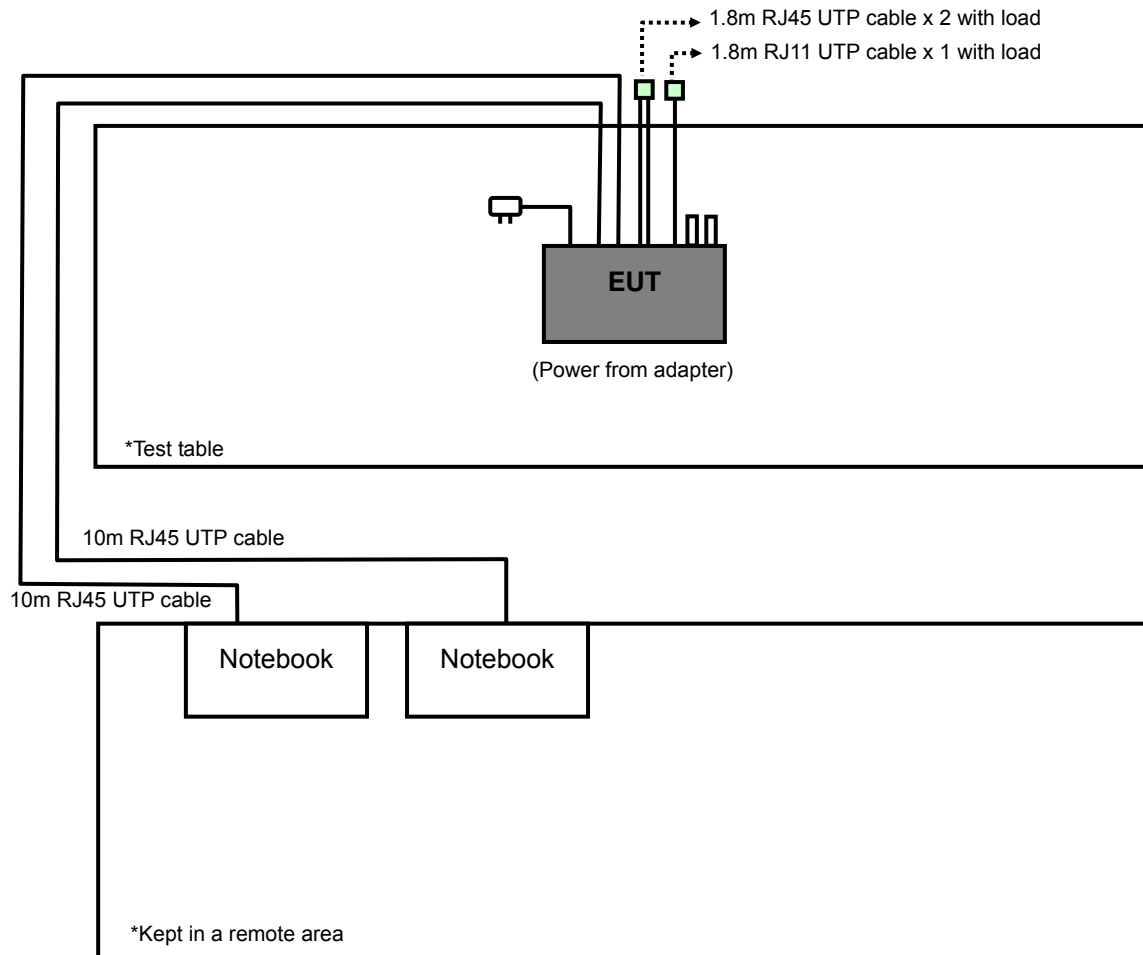 1.8m RJ45 UTP cable x 2 with load
1.8m RJ11 UTP cable x 1 with load
EUT
(Power from adapter)
*Test table
10m RJ45 UTP cable
10m RJ45 UTP cable
Notebook
Notebook
*Kept in a remote area